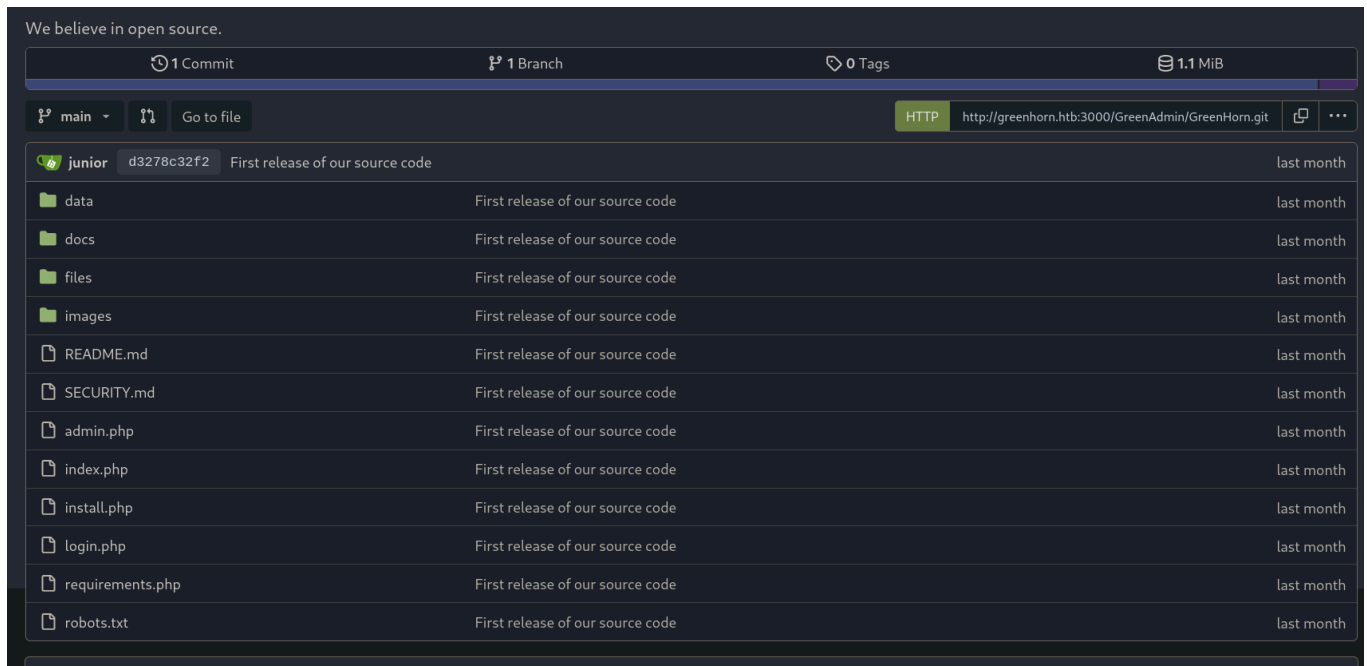 We believe in open source.
1 Commit 1 Branch 0 Tags 1.1 MiB
main Go to file HTTP http://greenhorn.htb:3000/GreenAdmin/GreenHorn.git
junior d3278c32f2 First release of our source code last month
data First release of our source code last month
docs First release of our source code last month
files First release of our source code last month
images First release of our source code last month
README.md First release of our source code last month
SECURITY.md First release of our source code last month
admin.php First release of our source code last month
index.php First release of our source code last month
install.php First release of our source code last month
login.php First release of our source code last month
requirements.php First release of our source code last month
robots.txt First release of our source code last month